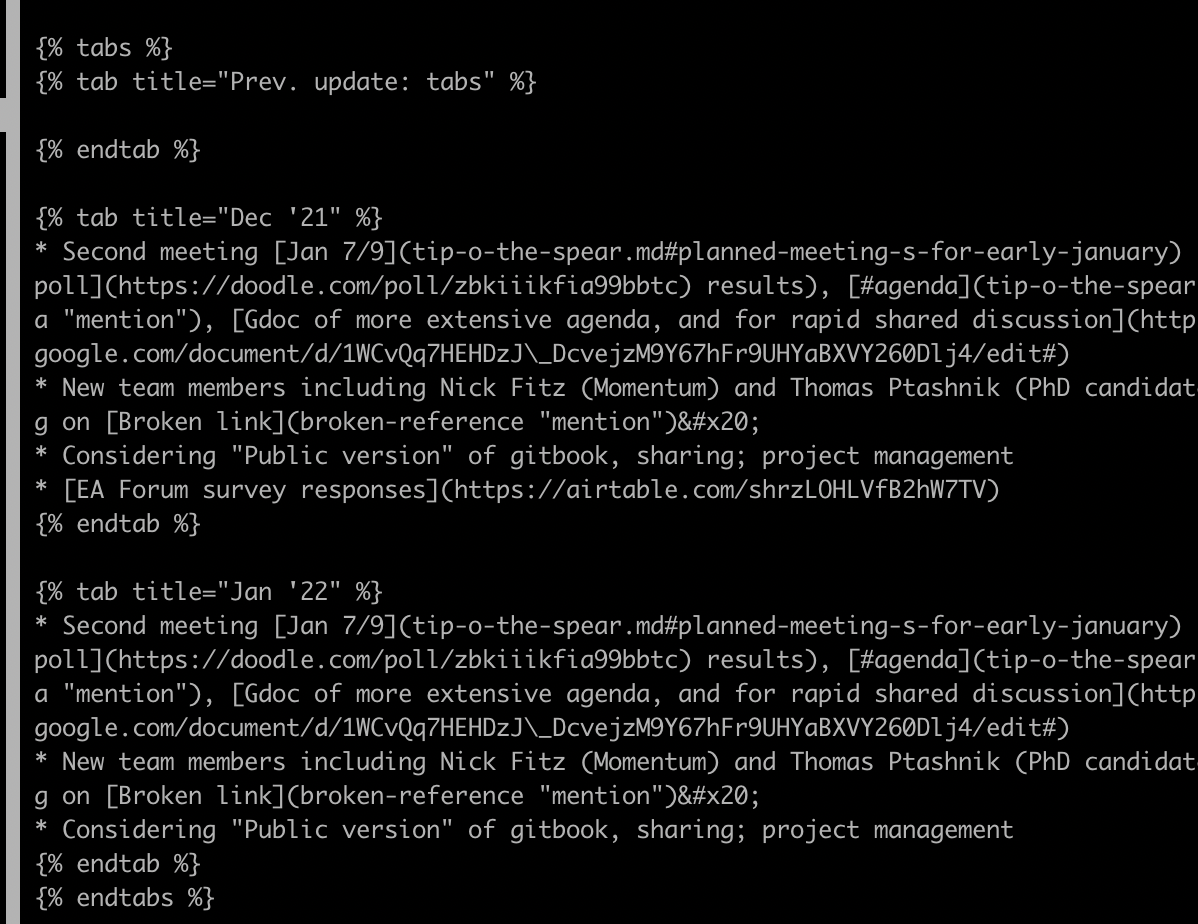 {% tabs %}
{% tab title="Prev. update: tabs" %}
{% endtab %}
{% tab title="Dec '21" %}
* Second meeting [Jan 7/9](tip-o-the-spear.md#planned-meeting-s-for-early-january)
poll](https://doodle.com/poll/zbkiiikfia99bbtc) results), [#agenda](tip-o-the-spear
a "mention"), [Gdoc of more extensive agenda, and for rapid shared discussion](http
google.com/document/d/1WCvQq7HEHDzJ\_DcvejzM9Y67hFr9UHYaBXVY260Dlj4/edit#)
* New team members including Nick Fitz (Momentum) and Thomas Ptashnik (PhD candidat
g on [Broken link](broken-reference "mention")&#x20;
* Considering "Public version" of gitbook, sharing; project management
* [EA Forum survey responses](https://airtable.com/shrzLOHLVfB2hW7TV)
{% endtab %}
{% tab title="Jan '22" %}
* Second meeting [Jan 7/9](tip-o-the-spear.md#planned-meeting-s-for-early-january)
poll](https://doodle.com/poll/zbkiiikfia99bbtc) results), [#agenda](tip-o-the-spear
a "mention"), [Gdoc of more extensive agenda, and for rapid shared discussion](http
google.com/document/d/1WCvQq7HEHDzJ\_DcvejzM9Y67hFr9UHYaBXVY260Dlj4/edit#)
* New team members including Nick Fitz (Momentum) and Thomas Ptashnik (PhD candidat
g on [Broken link](broken-reference "mention")&#x20;
* Considering "Public version" of gitbook, sharing; project management
{% endtab %}
{% endtabs %}